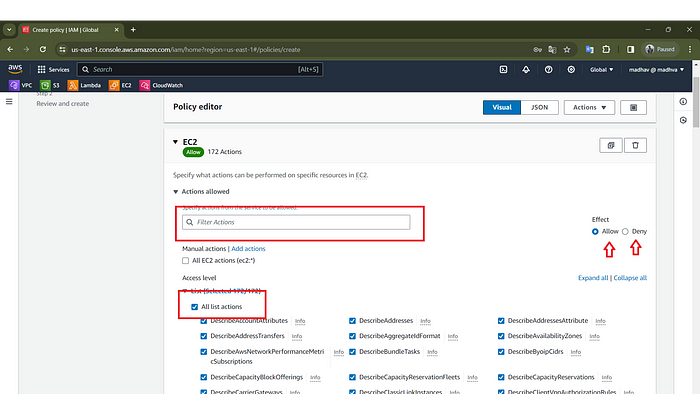 Create policy | IAM | Global
us-east-1.console.aws.amazon.com/iam/home?region=us-east-1#/policies/create
Paused
aws
Services
Search
[Alt+S]
Global
madhav @ madhva
VPC
S3
Lambda
EC2
CloudWatch
Step 2
Review and create
Policy editor
Visual
JSON
Actions
EC2
Allow
172 Actions
Specify what actions can be performed on specific resources in EC2.
Actions allowed
Specify actions from the service to be allowed.
Filter Actions
Effect
Allow
Deny
Manual actions | Add actions
All EC2 actions (ec2:*)
Access level
Expand all | Collapse all
List (Selected 172/172)
All list actions
DescribeAccountAttributes Info
DescribeAddresses Info
DescribeAddressesAttribute Info
DescribeAddressTransfers Info
DescribeAggregateIdFormat Info
DescribeAvailabilityZones Info
DescribeAwsNetworkPerformanceMetri
cSubscriptions
Info
DescribeBundleTasks Info
DescribeByoipCidrs Info
DescribeCapacityBlockOfferings Info
DescribeCapacityReservationFleets Info
DescribeCapacityReservations Info
DescribeCarrierGateways Info
DescribeClassicLinkInstances Info
DescribeClientVpnAuthorizationRules Info